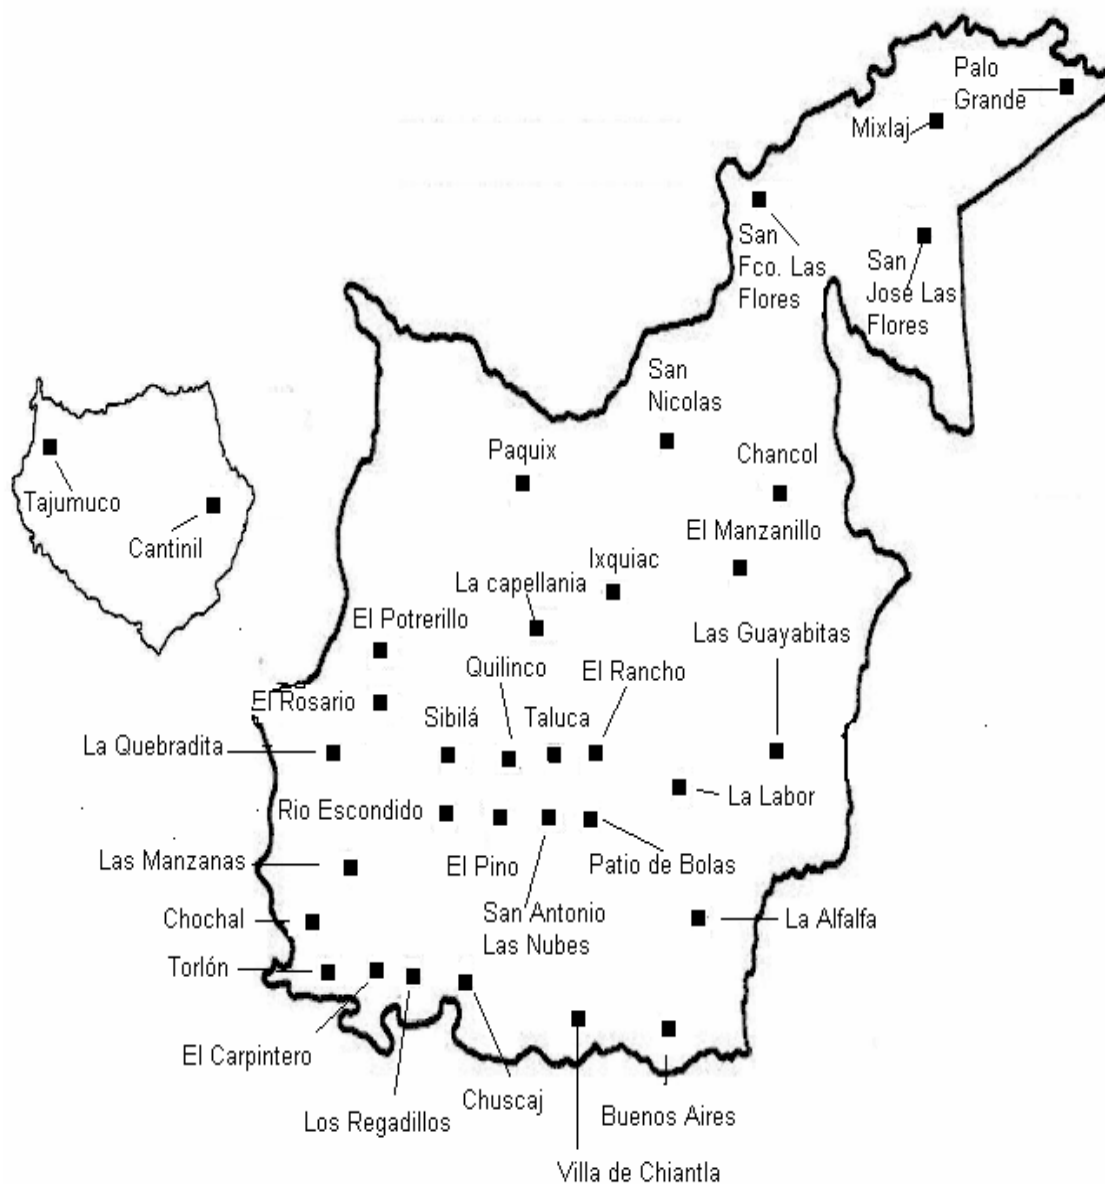 Palo
Grande
Mixlaj
San
Fco. Las
Flores
San
José Las
Flores
San
Nicolas
Paquix
Chancol
Tajumuco
Cantinil
El Manzanillo
Ixquiac
La capellania
El Potrerillo
Las Guayabitas
Quilinco
El Rancho
El Rosario
Sibilá
Taluca
La Quebradita
La Labor
Rio Escondido
Las Manzanas
El Pino
Patio de Bolas
San Antonio
Las Nubes
Chochal
La Alfalfa
Torlón
El Carpintero
Chuscaj
Los Regadillos
Buenos Aires
Villa de Chiantla